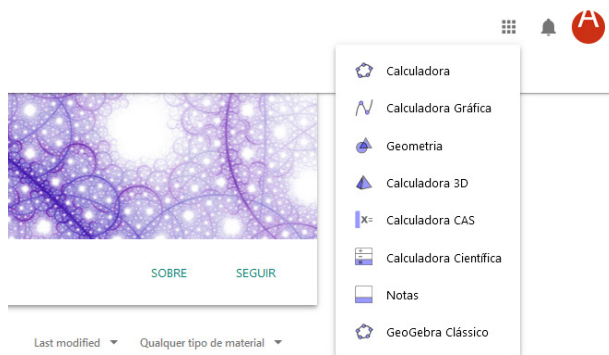 A
Calculadora
Calculadora Gráfica
Geometria
Calculadora 3D
X=
Calculadora CAS
Calculadora Científica
Notas
GeoGebra Clássico
SOBRE SEGUIR
Last modified Qualquer tipo de material